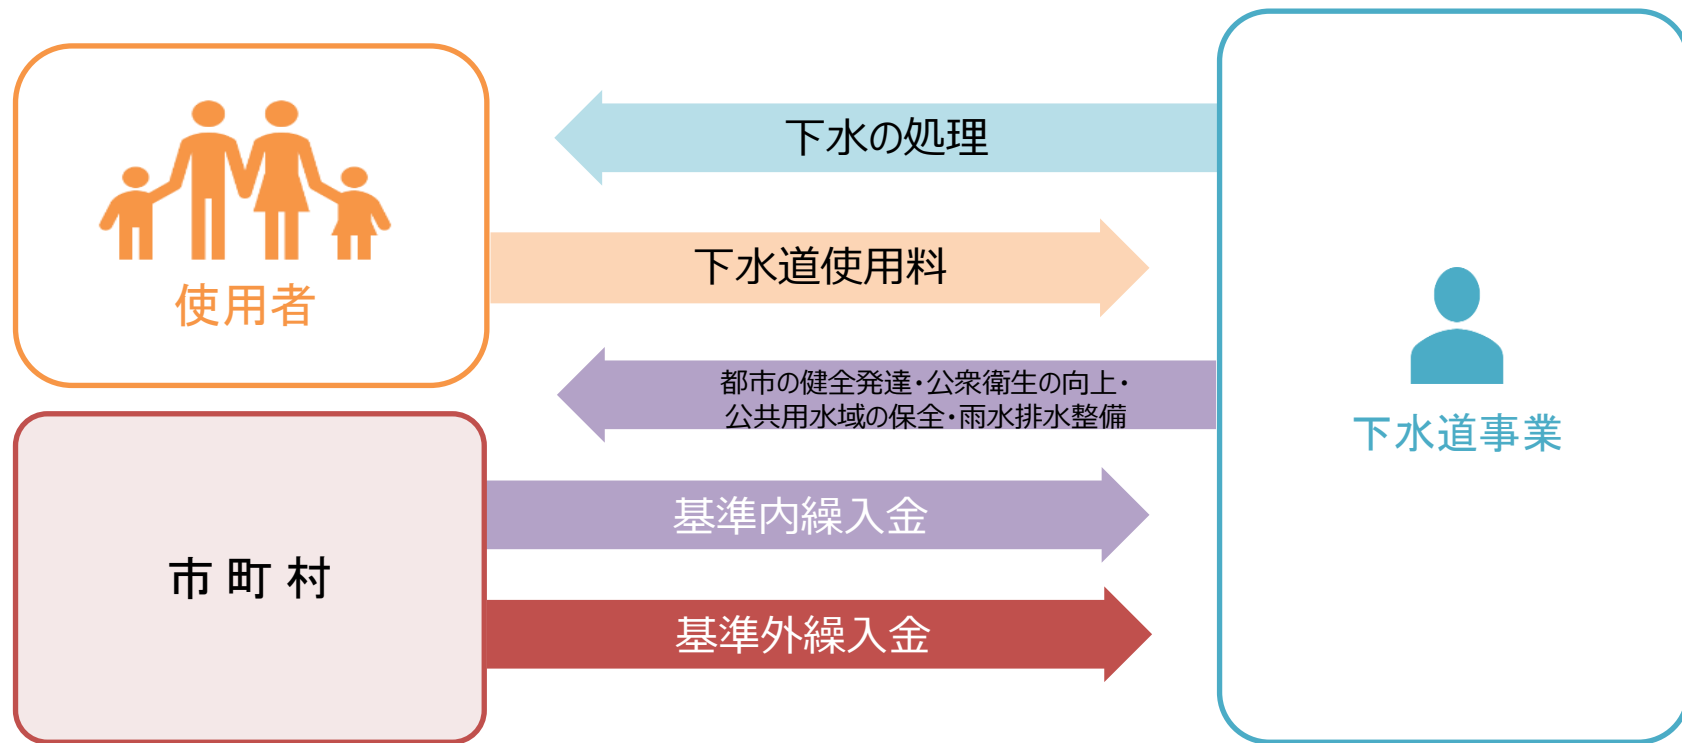 下水の処理
下水道使用料
使用者
都市の健全発達・公衆衛生の向上・
公共用水域の保全・雨水排水整備
下水道事業
基準内繰入金
市町村
基準外繰入金